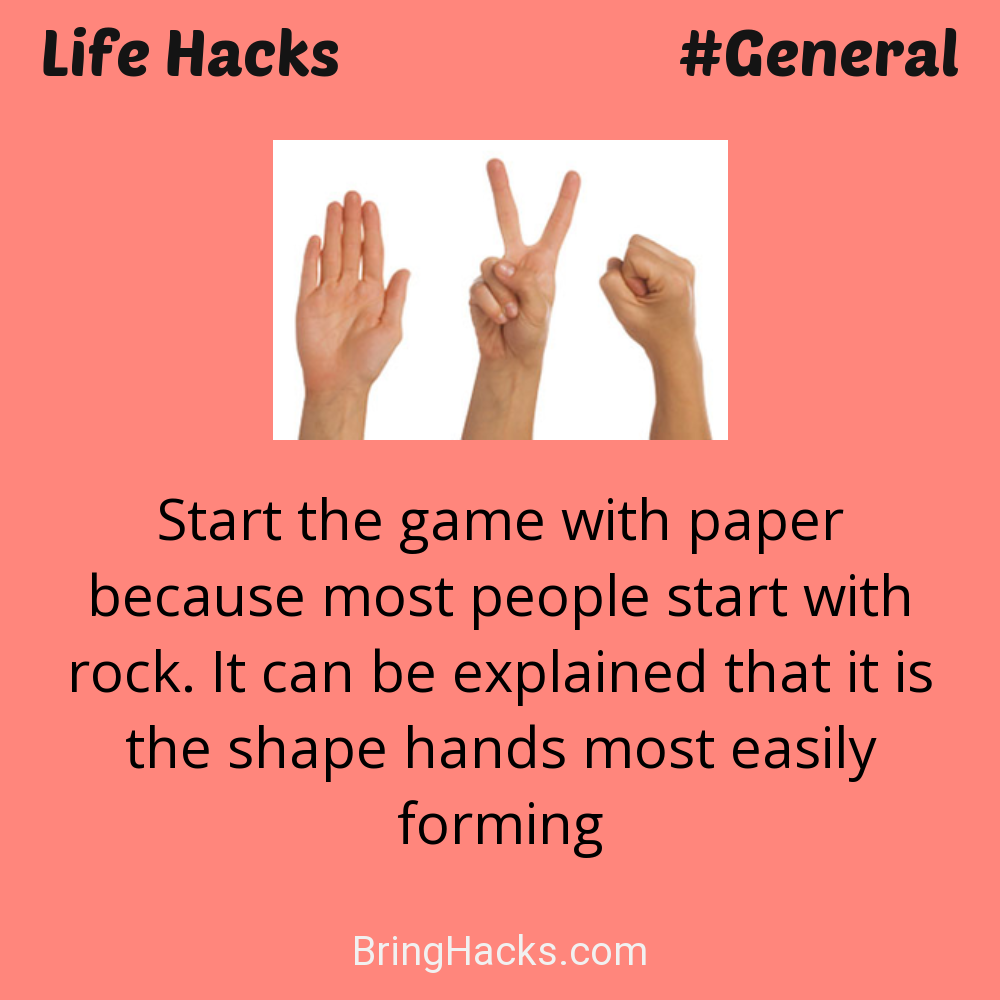 Life Hacks #General
Start the game with paper
because most people start with
rock. It can be explained that it is
the shape hands most easily
forming
BringHacks.com